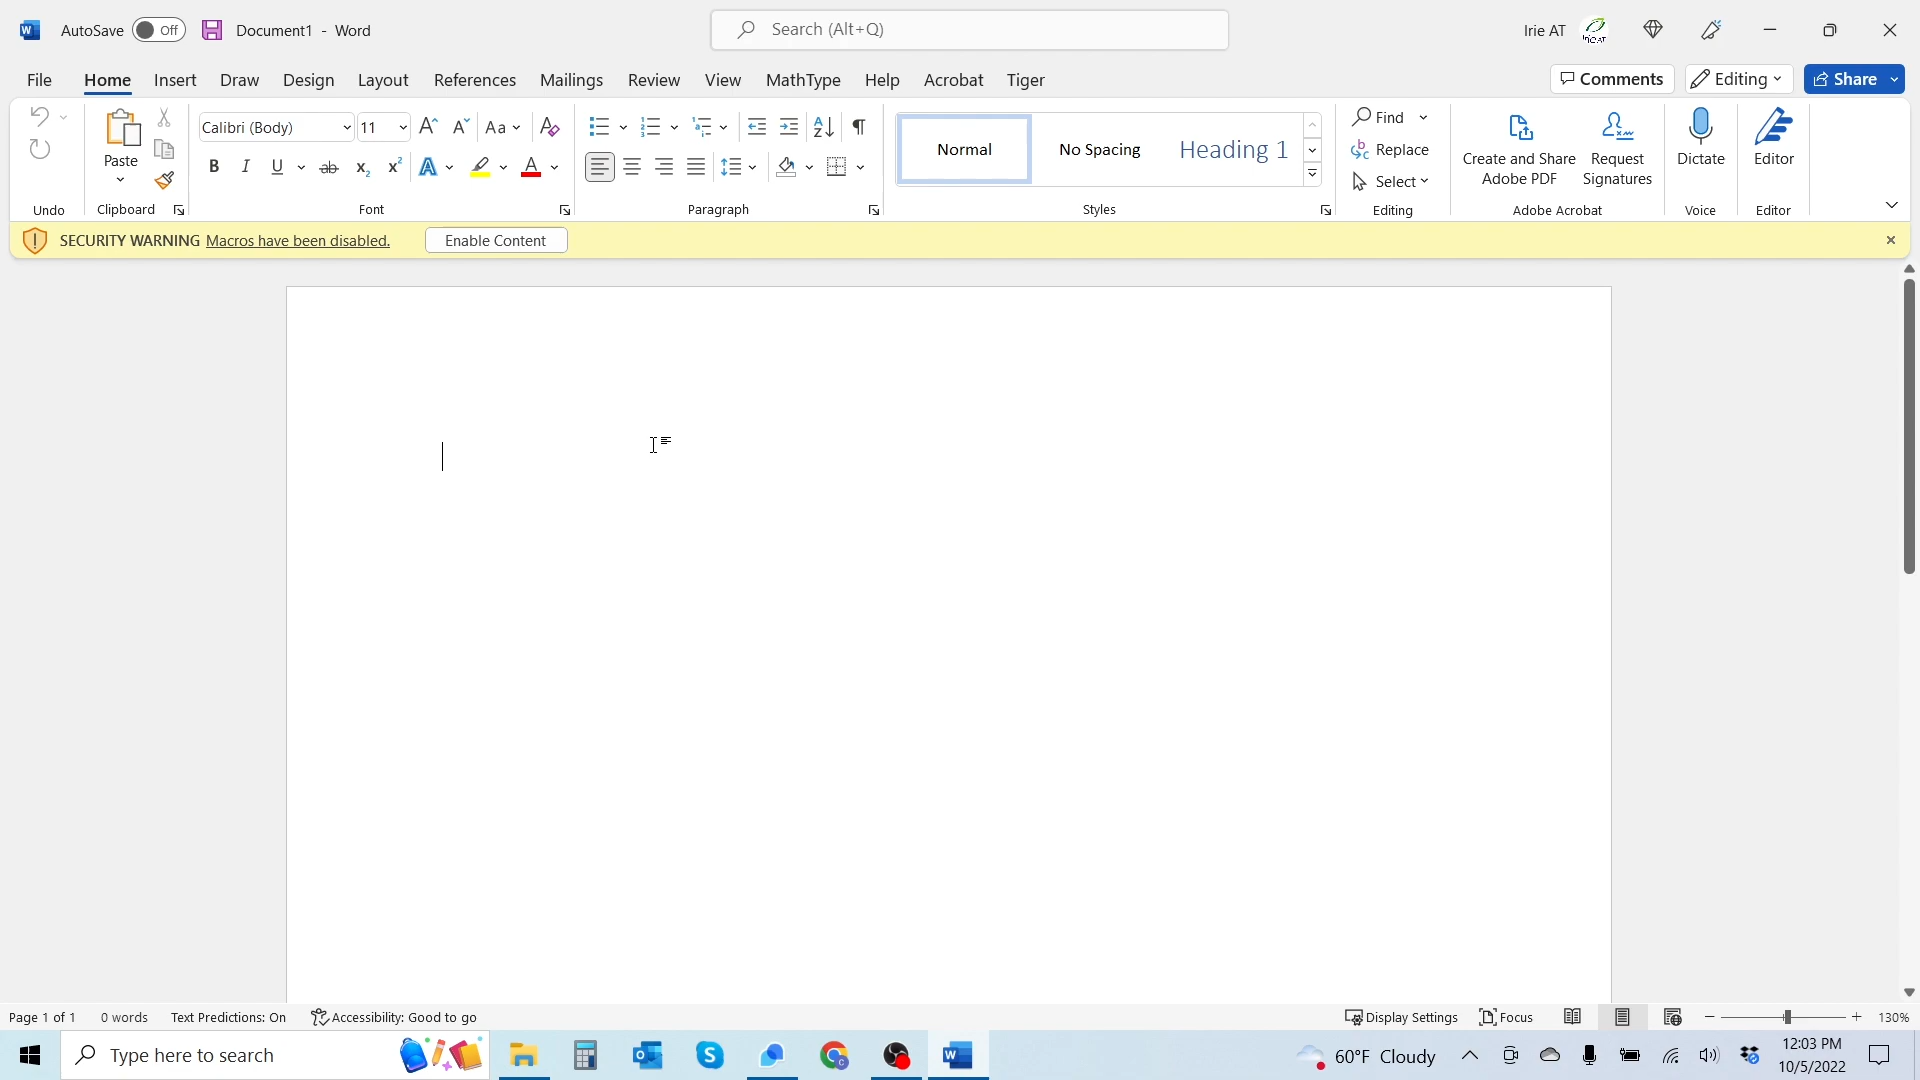 AutoSave Off Document1 - Word Search (Alt+Q) Irie AT
File Home Insert Draw Design Layout References Mailings Review View MathType Help Acrobat Tiger Comments Editing Share
Paste
Undo Clipboard
Calibri (Body) 11 Aa
B I U ab x₂ x² A A
Font
Paragraph
Normal No Spacing Heading 1
Styles
Find
Replace
Select
Editing
Create and Share
Adobe PDF
Request
Signatures
Adobe Acrobat
Dictate
Voice
Editor
Editor
SECURITY WARNING Macros have been disabled. Enable Content
Page 1 of 1 0 words Text Predictions: On Accessibility: Good to go Display Settings Focus 130%
Type here to search 60°F Cloudy 12:03 PM
10/5/2022